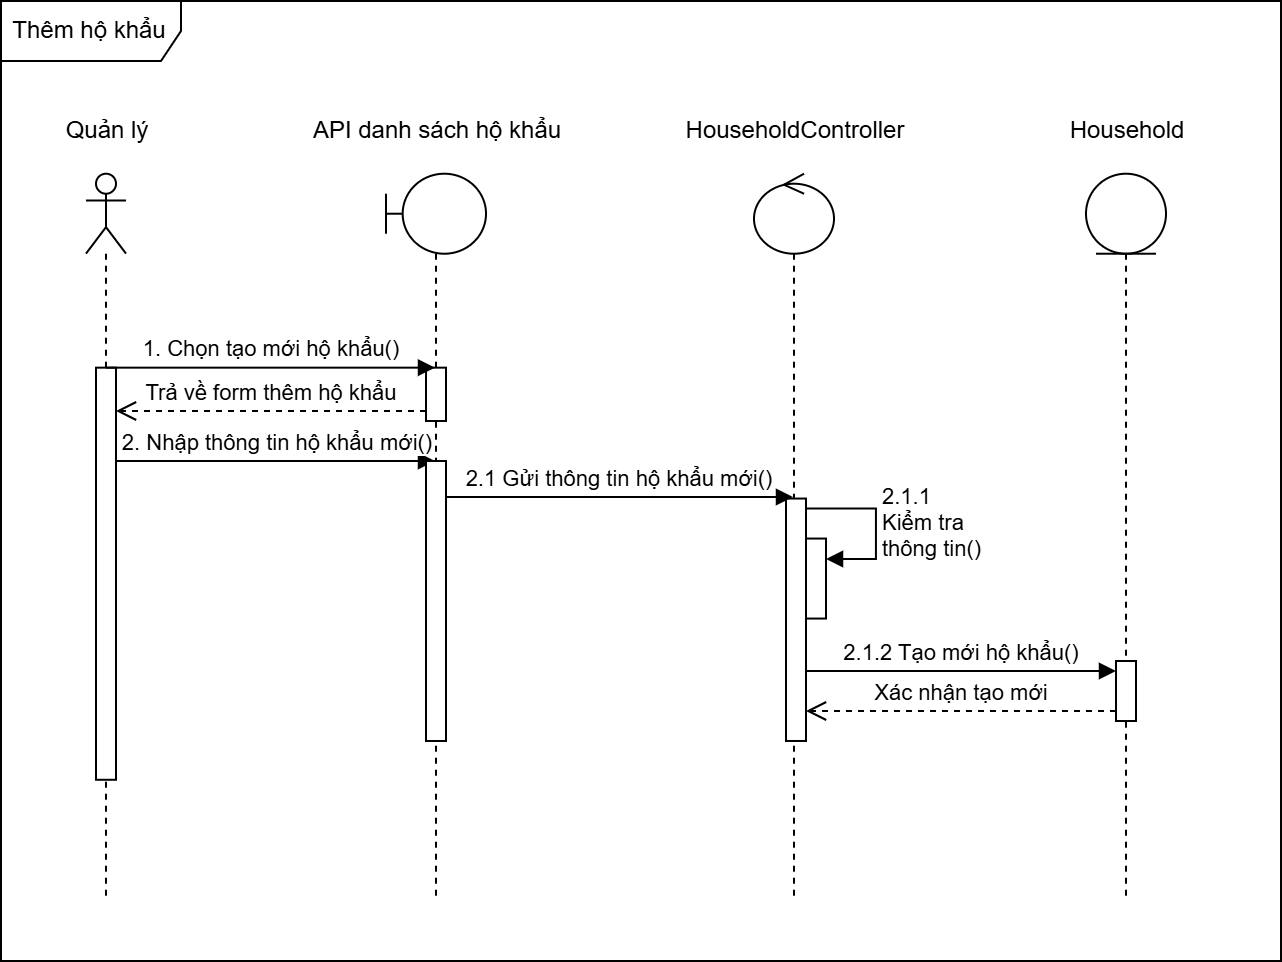 Thêm hộ khẩu
Quản lý
API danh sách hộ khẩu
HouseholdController
Household
1. Chọn tạo mới hộ khẩu()
Trả về form thêm hộ khẩu
2. Nhập thông tin hộ khẩu mới()
2.1 Gửi thông tin hộ khẩu mới()
2.1.1
Kiểm tra
thông tin()
2.1.2 Tạo mới hộ khẩu()
Xác nhận tạo mới